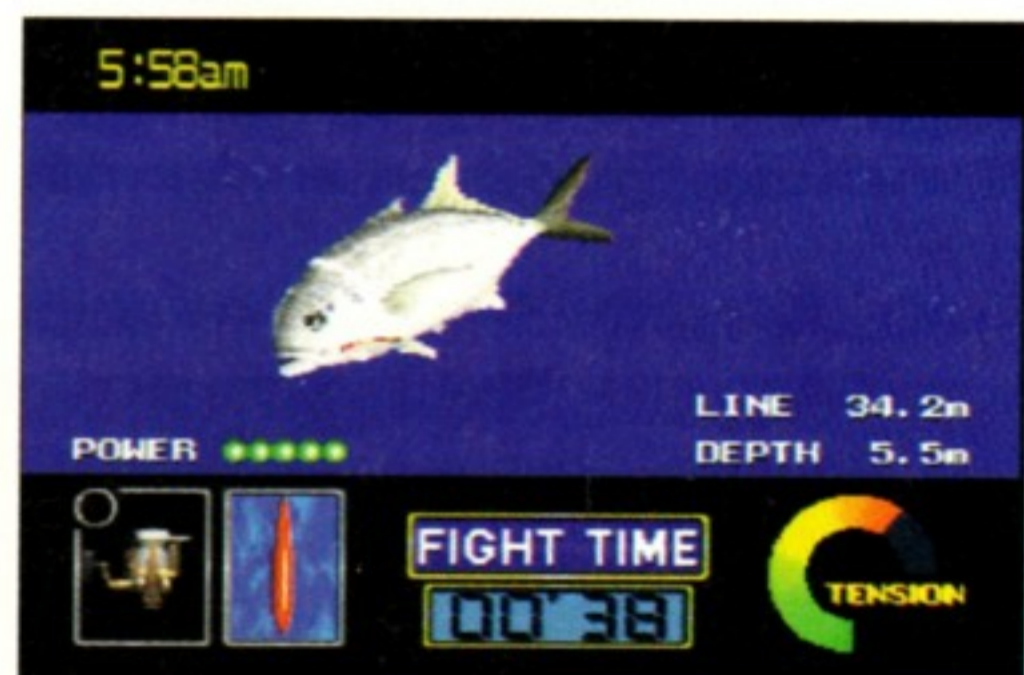 5:58am
LINE 34.2m
POWER
DEPTH 5.5m
FIGHT TIME
00'38
TENSION